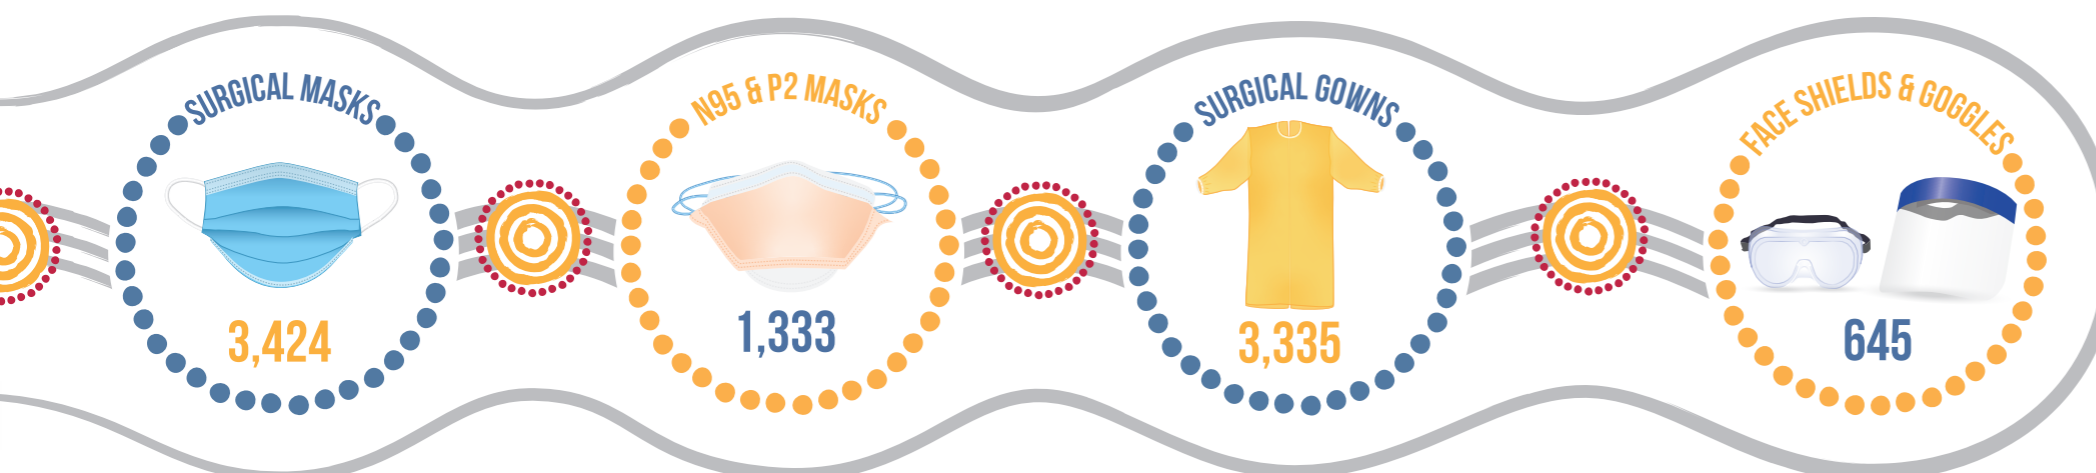 SURGICAL MASKS
3,424
N95 & P2 MASKS
1,333
SURGICAL GOWNS
3,335
FACE SHIELDS & GOGGLES
645